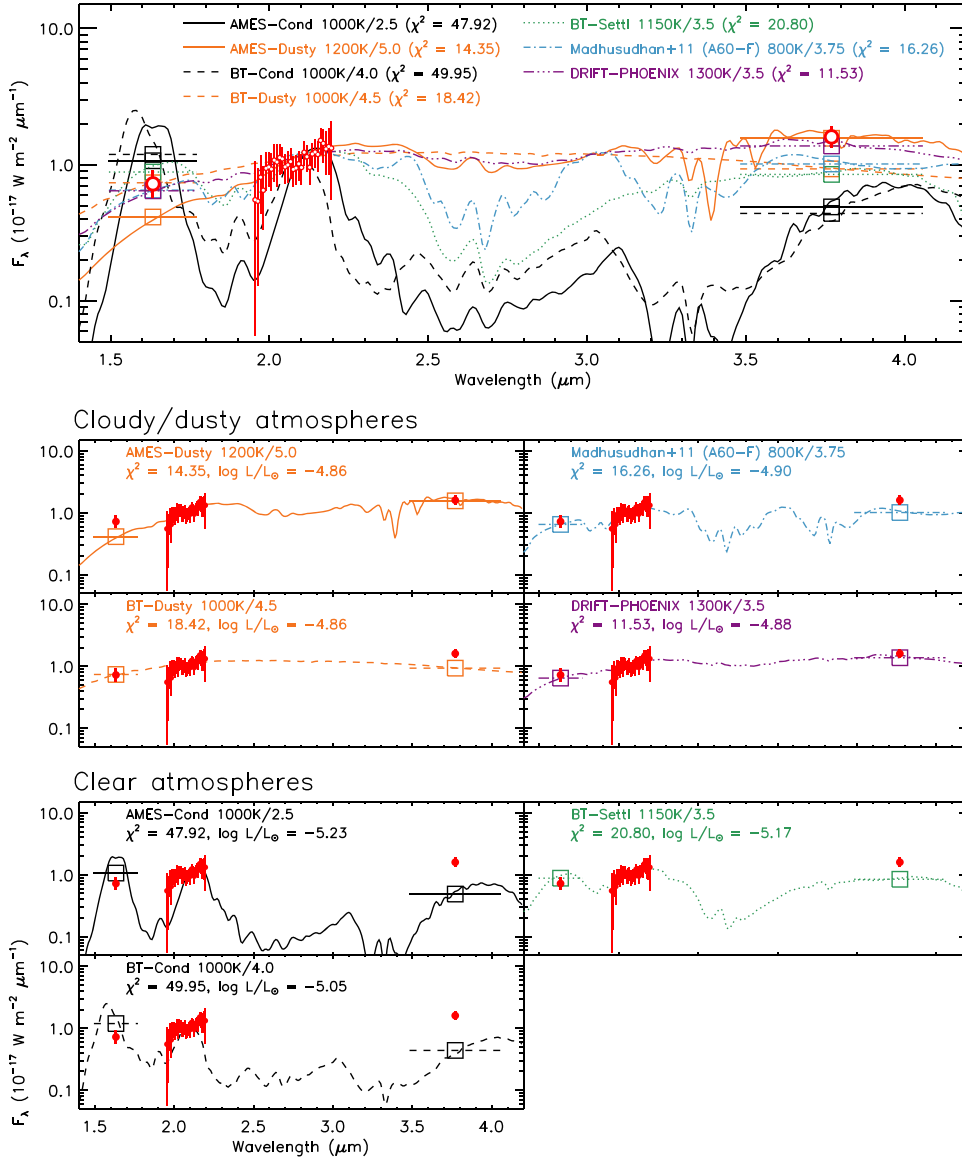 AMES-Cond 1000K/2.5 (χ² = 47.92)
AMES-Dusty 1200K/5.0 (χ² = 14.35)
BT-Cond 1000K/4.0 (χ² = 49.95)
BT-Dusty 1000K/4.5 (χ² = 18.42)
BT-Settl 1150K/3.5 (χ² = 20.80)
Madhusudhan+11 (A60-F) 800K/3.75 (χ² = 16.26)
DRIFT-PHOENIX 1300K/3.5 (χ² = 11.53)
10.0
1.0
0.1
F_λ (10⁻¹⁷ W m⁻² μm⁻¹)
1.5 2.0 2.5 3.0 3.5 4.0
Wavelength (μm)
Cloudy/dusty atmospheres
AMES-Dusty 1200K/5.0
χ² = 14.35, log L/L☉ = −4.86
10.0
1.0
0.1
Madhusudhan+11 (A60-F) 800K/3.75
χ² = 16.26, log L/L☉ = −4.90
BT-Dusty 1000K/4.5
χ² = 18.42, log L/L☉ = −4.86
10.0
1.0
0.1
DRIFT-PHOENIX 1300K/3.5
χ² = 11.53, log L/L☉ = −4.88
Clear atmospheres
AMES-Cond 1000K/2.5
χ² = 47.92, log L/L☉ = −5.23
10.0
1.0
0.1
BT-Settl 1150K/3.5
χ² = 20.80, log L/L☉ = −5.17
BT-Cond 1000K/4.0
χ² = 49.95, log L/L☉ = −5.05
10.0
1.0
0.1
F_λ (10⁻¹⁷ W m⁻² μm⁻¹)
1.5 2.0 2.5 3.0 3.5 4.0
Wavelength (μm)